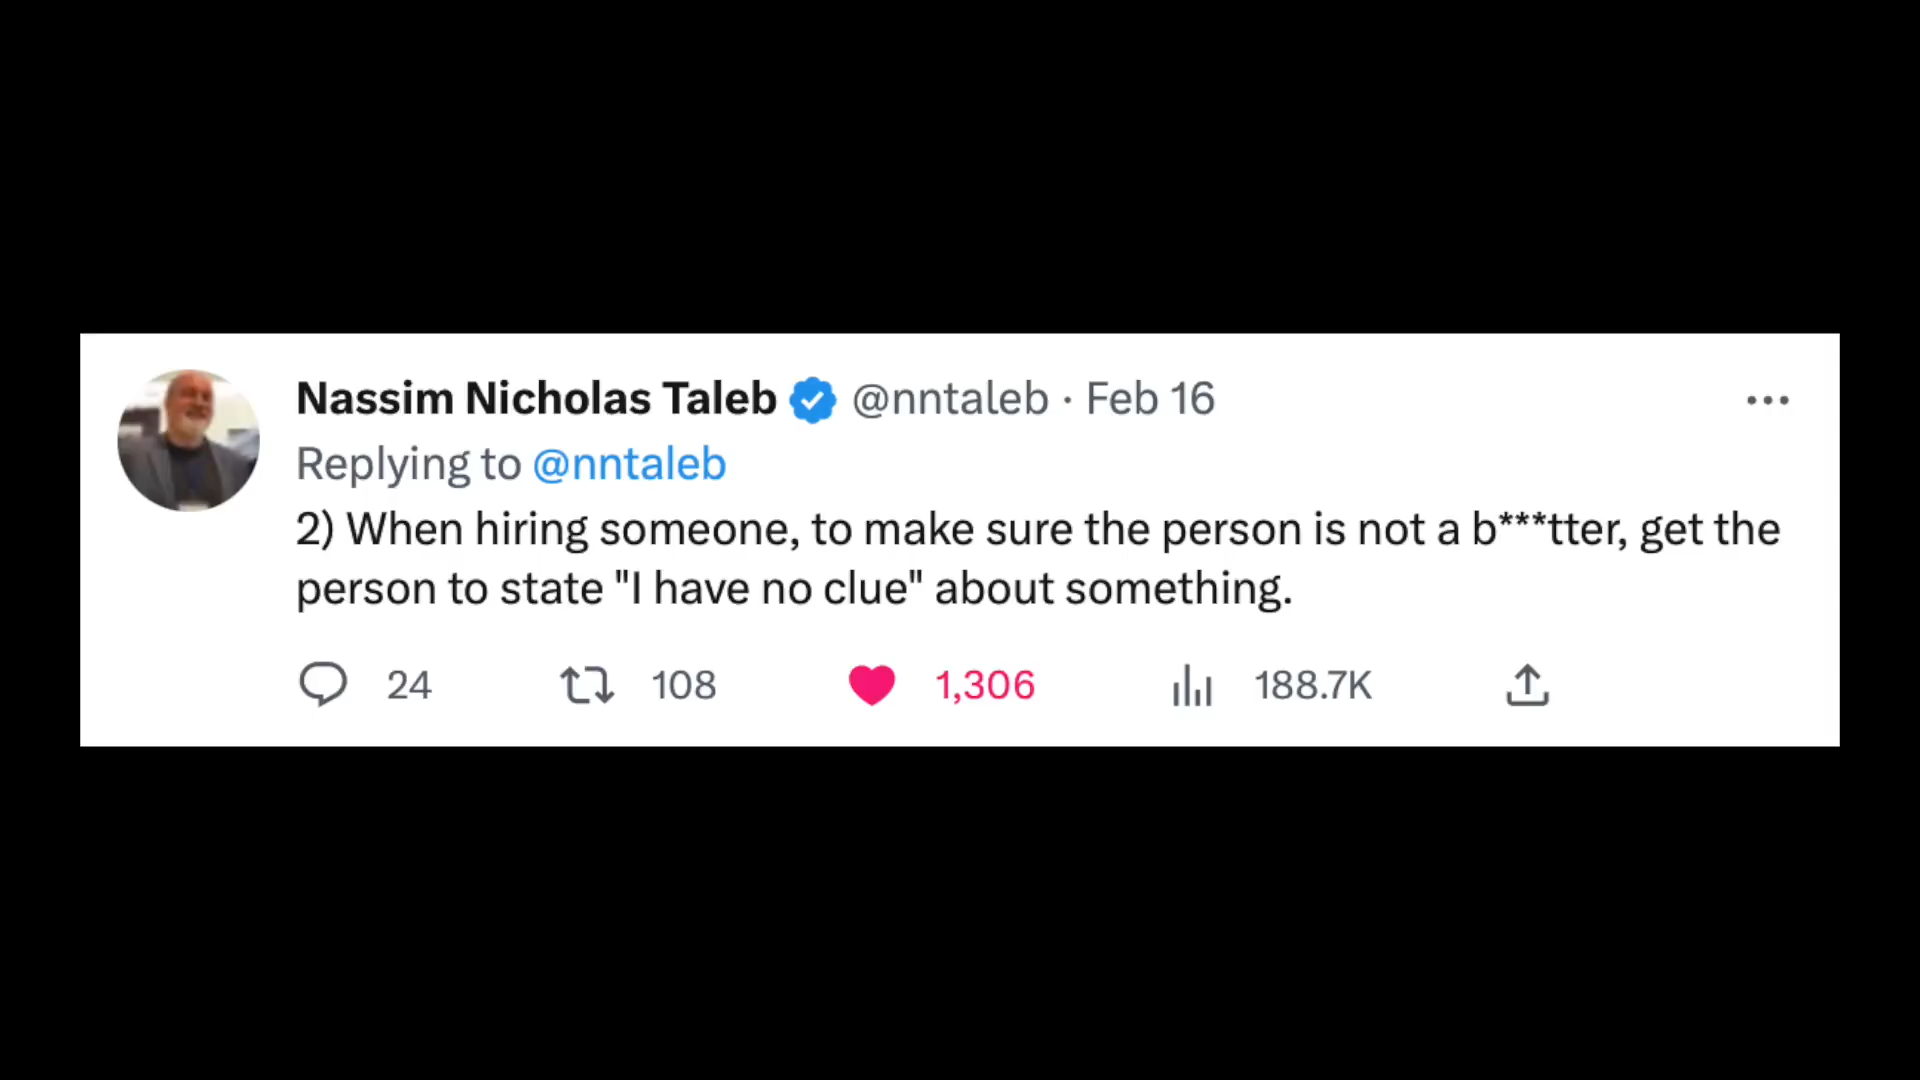 Nassim Nicholas Taleb @nntaleb · Feb 16
Replying to @nntaleb
2) When hiring someone, to make sure the person is not a b***tter, get the
person to state "I have no clue" about something.
24 108 1,306 188.7K